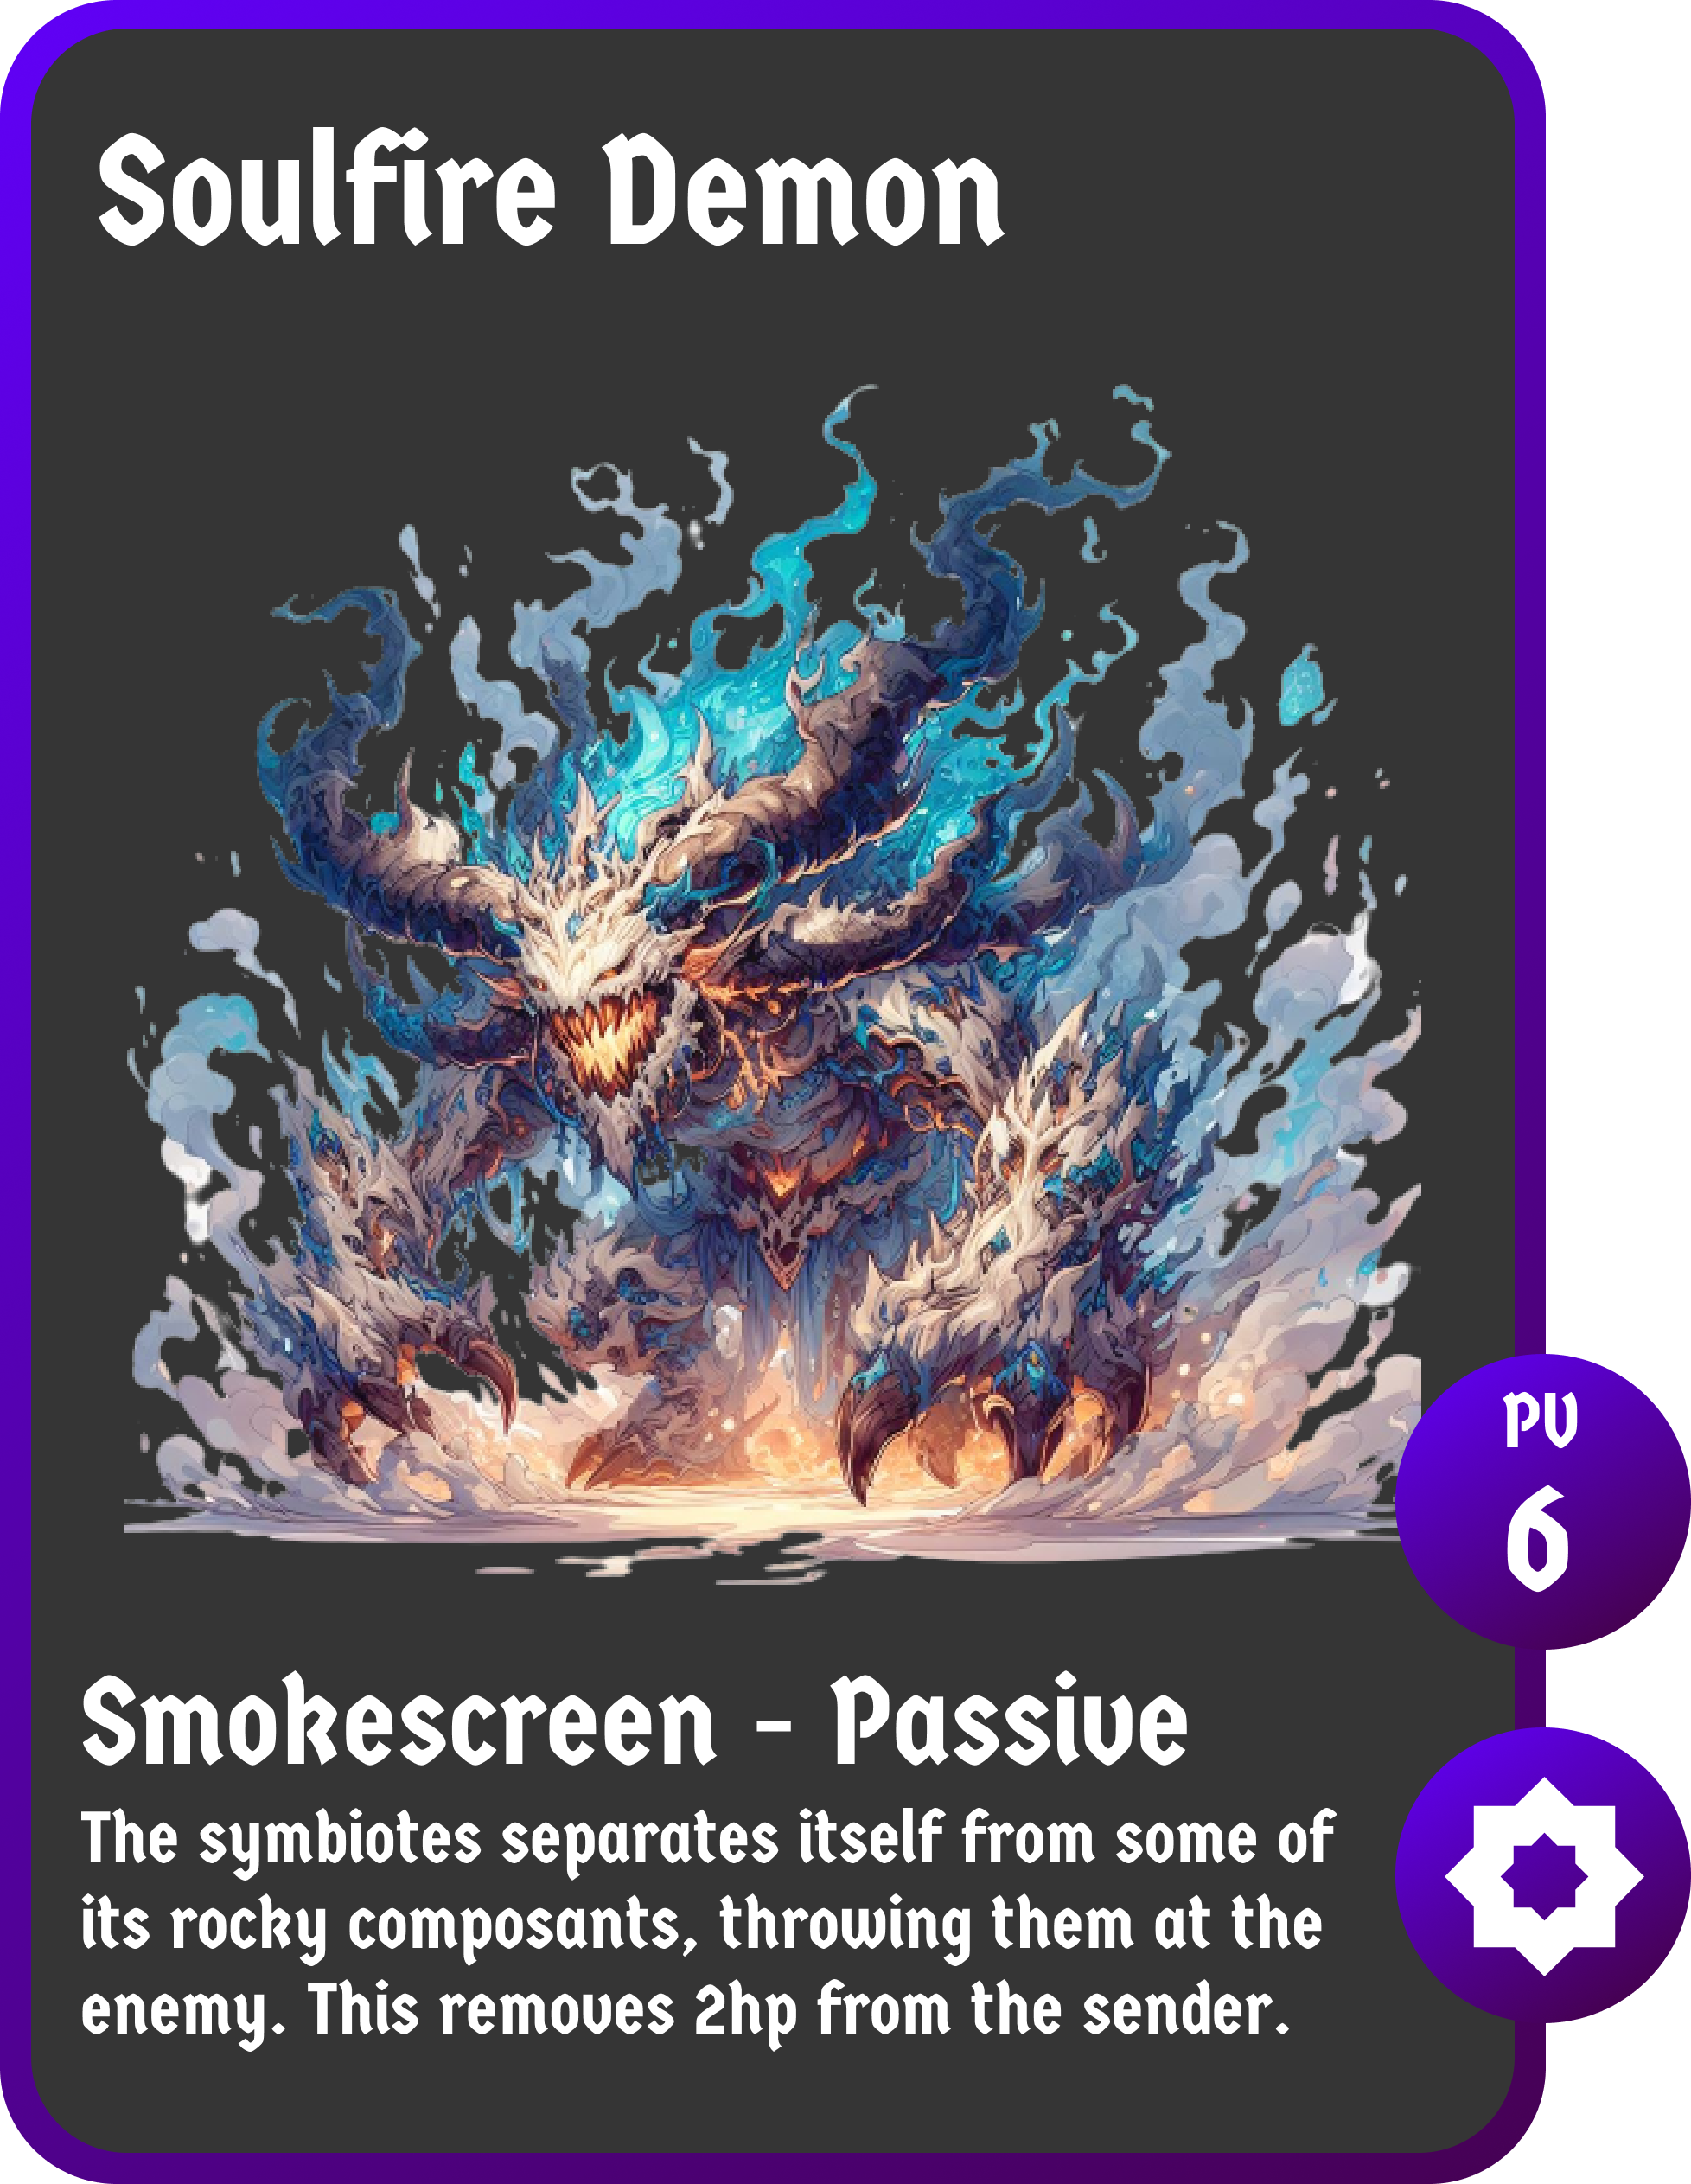 Soulfire Demon
PV
6
Smokescreen - Passive
The symbiotes separates itself from some of
its rocky composants, throwing them at the
enemy. This removes 2hp from the sender.